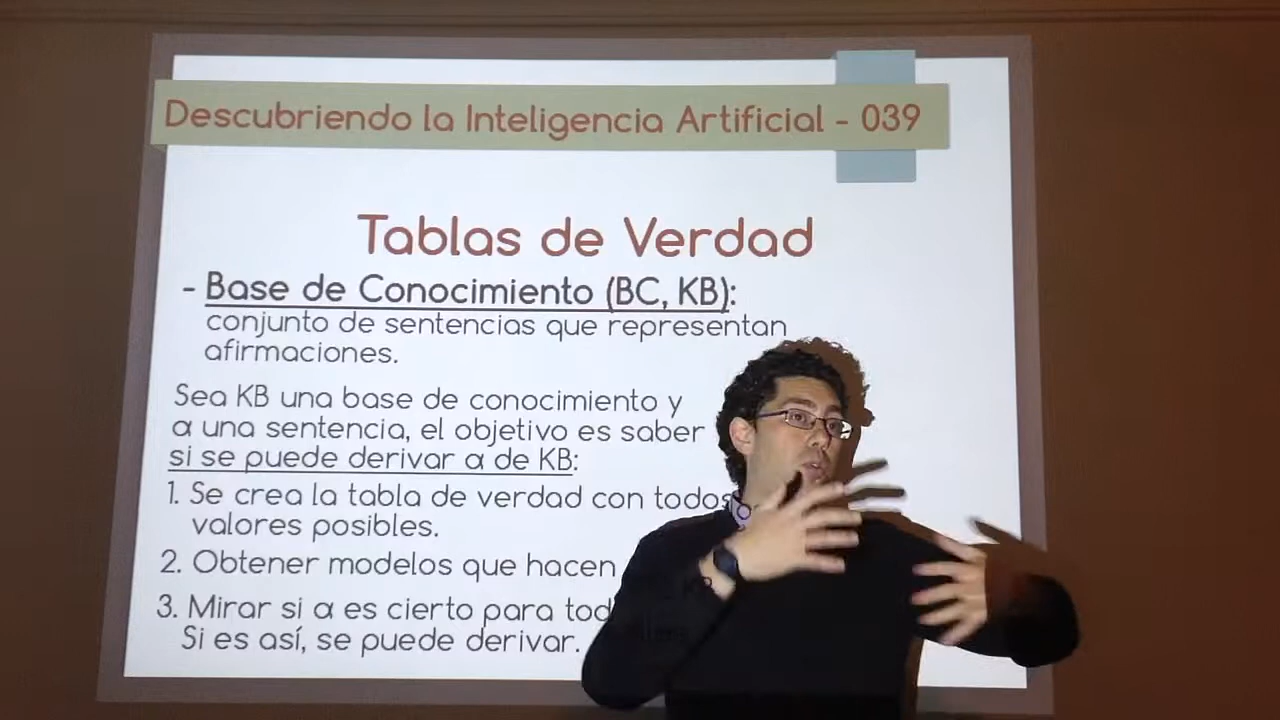 Descubriendo la Inteligencia Artificial - 039
Tablas de Verdad
- Base de Conocimiento (BC, KB):
conjunto de sentencias que representan
afirmaciones.
Sea KB una base de conocimiento y
α una sentencia, el objetivo es saber
si se puede derivar α de KB:
1. Se crea la tabla de verdad con todos
valores posibles.
2. Obtener modelos que hacen
3. Mirar si α es cierto para
Si es así, se puede derivar.